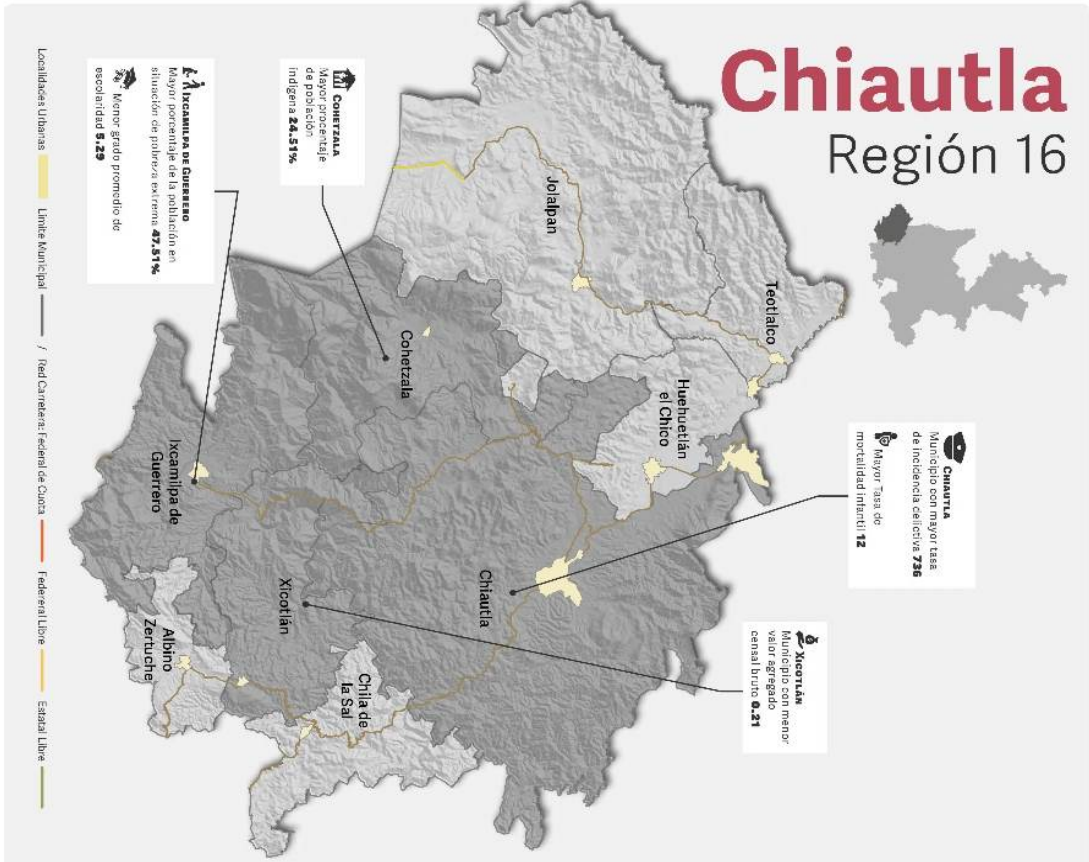 Chiautla
Región 16
CHIAUTLA
Municipio con mayor tasa
de incidencia delictiva 736
Mayor Tasa de
mortalidad infantil 12
XICOTLÁN
Municipio con menor
valor agregado
censal bruto 0.21
COHETZALA
Mayor procentaje
de población
indígena 24.51%
IXCAMILPA DE GUERRERO
Mayor porcentaje de la población en
situación de pobreza extrema 47.51%
Menor grado promedio de
escolaridad 5.29
Teotlalco
Jolalpan
Huehuetlán
el Chico
Cohetzala
Chiautla
Ixcamilpa de
Guerrero
Xicotlán
Chila de
la Sal
Albino
Zertuche
Localidades Urbanas Límite Municipal / Red Carretera: Federal de Cuota Federeral Libre Estatal Libre